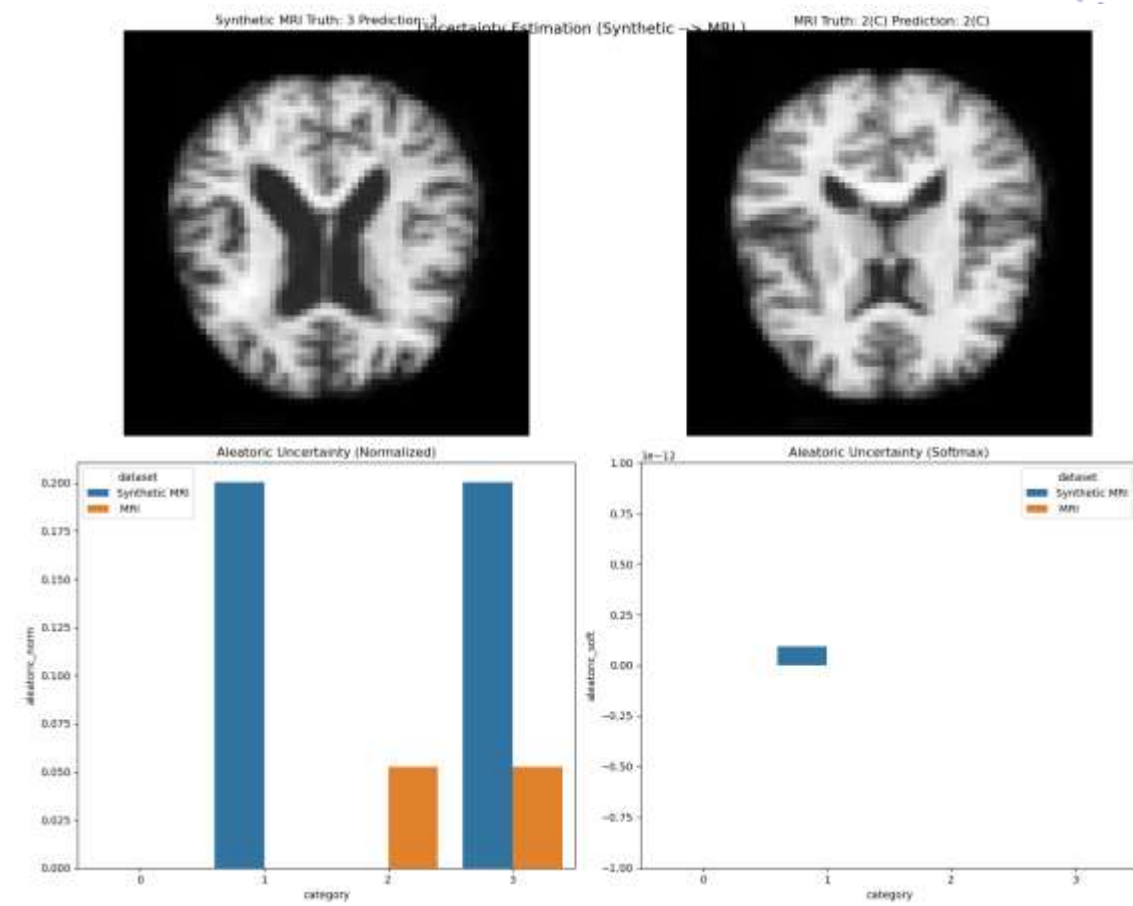 Synthetic MRI Truth: 3 Prediction: 3
Uncertainty Estimation (Synthetic --> MRI )
MRI Truth: 2(C) Prediction: 2(C)
Aleatoric Uncertainty (Normalized)
dataset
Synthetic MRI
MRI
0.200
0.175
0.150
0.125
0.100
0.075
0.050
0.025
0.000
aleatoric_norm
0 1 2 3
category
Aleatoric Uncertainty (Softmax)
1e−12
dataset
Synthetic MRI
MRI
1.00
0.75
0.50
0.25
0.00
−0.25
−0.50
−0.75
−1.00
aleatoric_soft
0 1 2 3
category